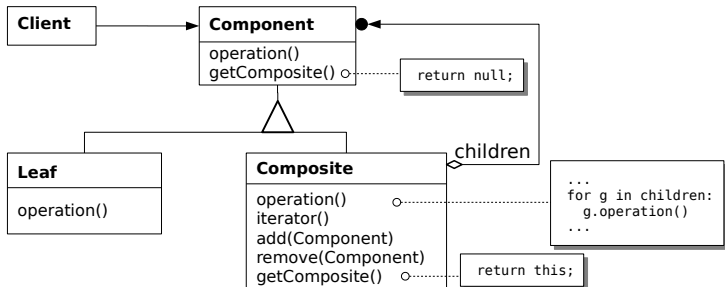 Client
Component
operation()
getComposite()
return null;
children
Leaf
operation()
Composite
operation()
iterator()
add(Component)
remove(Component)
getComposite()
...
for g in children:
g.operation()
...
return this;